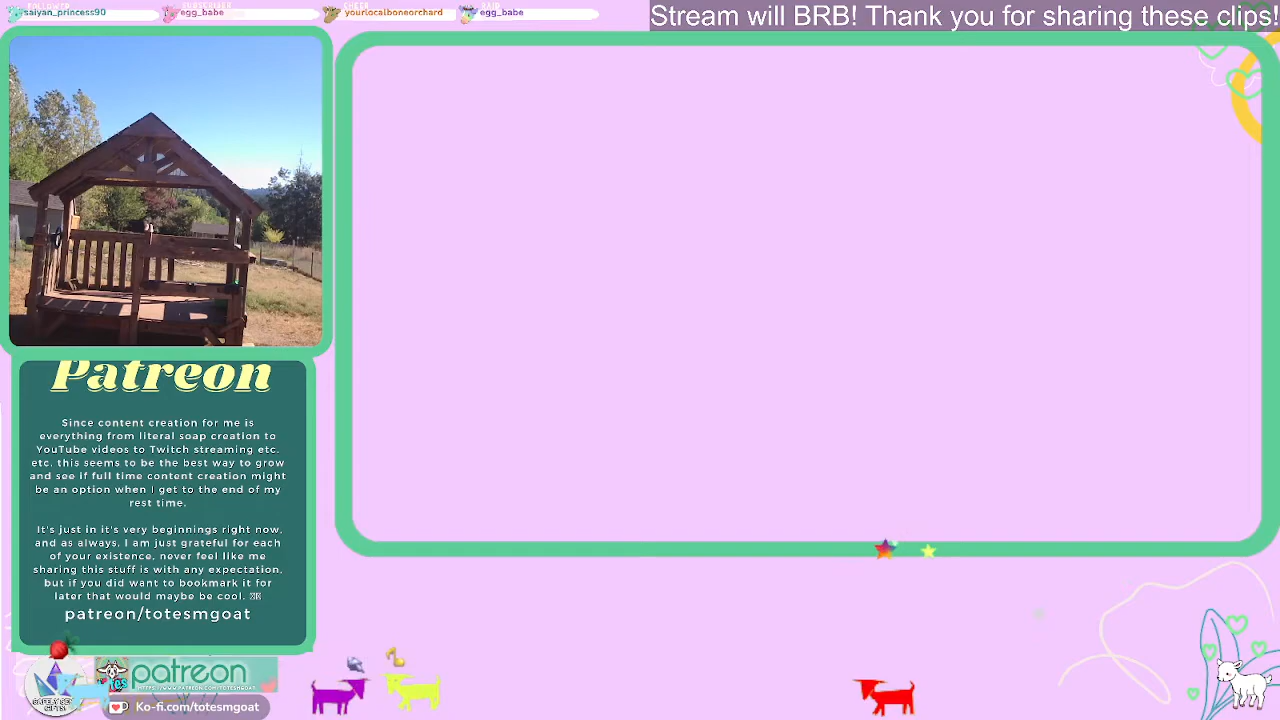 saiyan_princess90
egg_babe
yourlocalboneorchard
egg_babe
Stream will BRB! Thank you for sharing these clips!
Patreon
Since content creation for me is
everything from literal soap creation to
YouTube videos to Twitch streaming etc.
etc. this seems to be the best way to grow
and see if full time content creation might
be an option when I get to the end of my
rest time.
It's just in it's very beginnings right now,
and as always, I am just grateful for each
of your existence, never feel like me
sharing this stuff is with any expectation,
but if you did want to bookmark it for
later that would maybe be cool.
patreon/totesmgoat
patreon
HTTPS://WWW.PATREON.COM/TOTESMGOAT
Ko-fi.com/totesmgoat